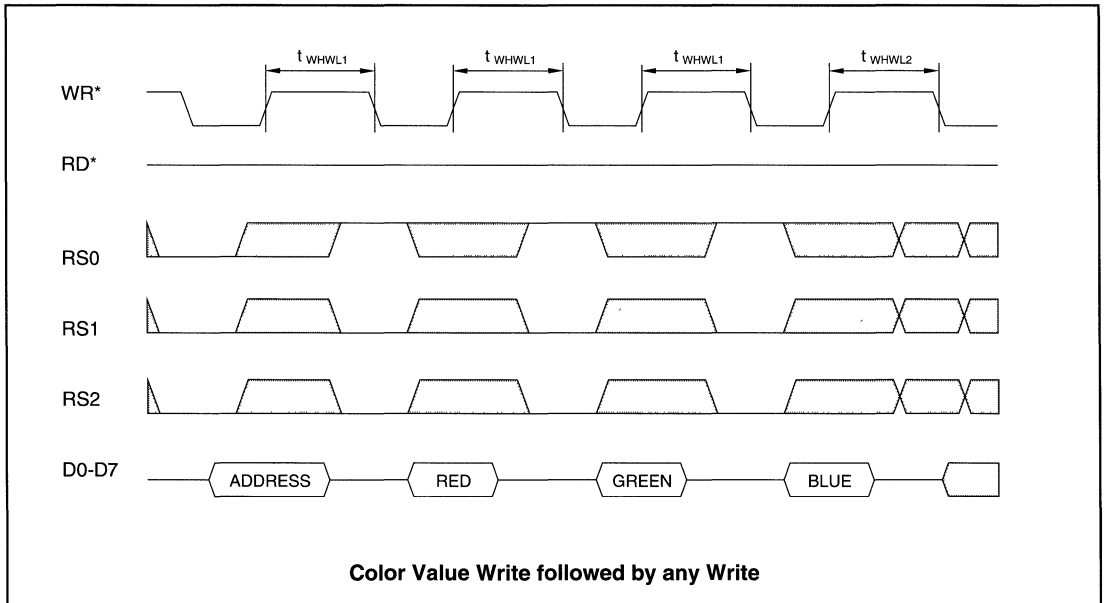 t WHWL1 t WHWL1 t WHWL1 t WHWL2
WR*
RD*
RS0
RS1
RS2
D0-D7 ADDRESS RED GREEN BLUE
Color Value Write followed by any Write